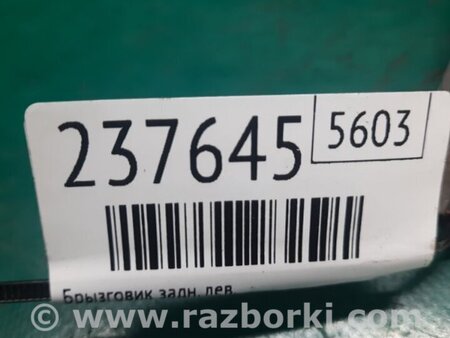 237645 5603
Брызговик задн. лев
www.razborki.com